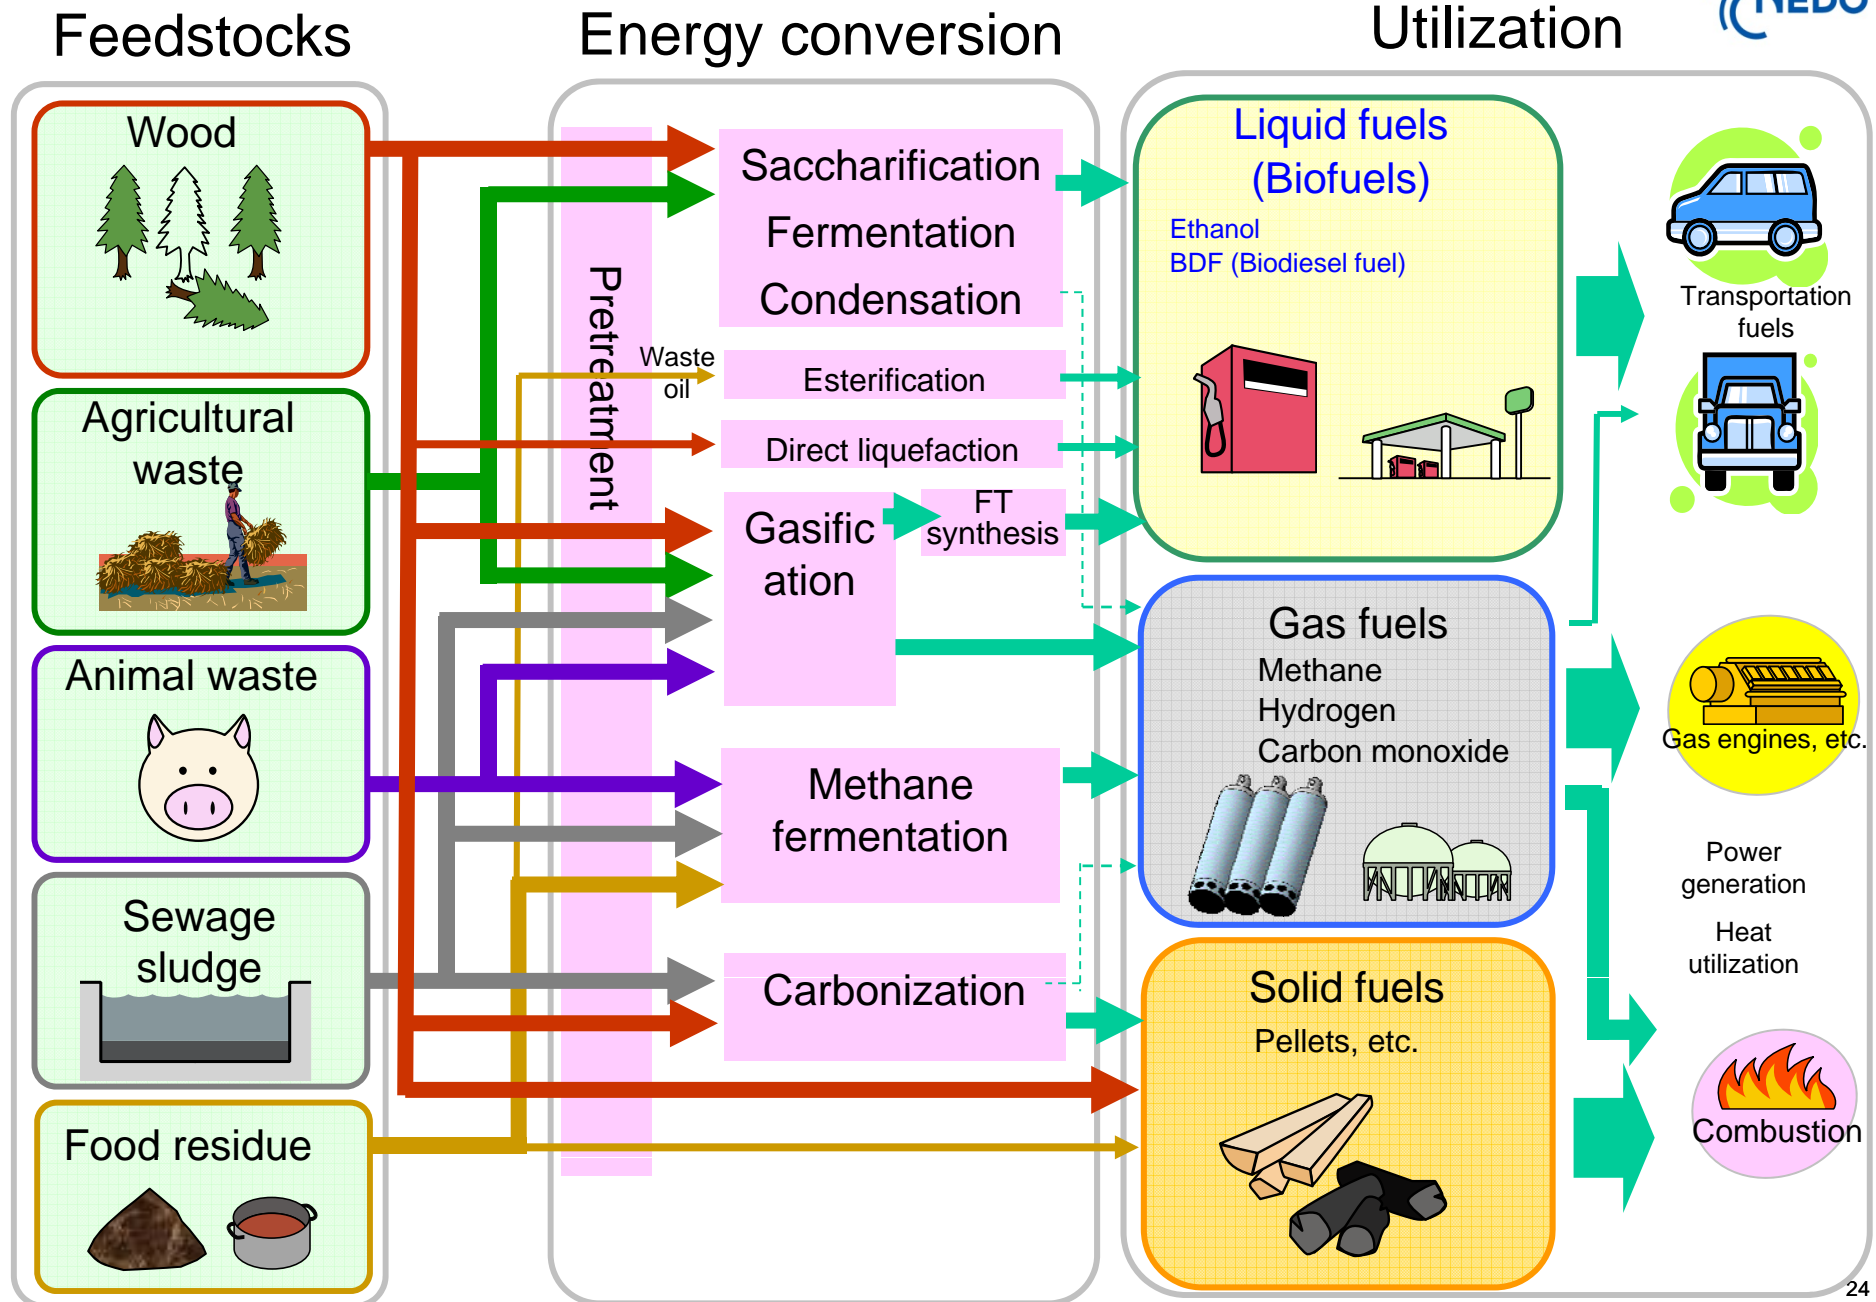 Feedstocks
Energy conversion
Utilization
NEDO
Wood
Agricultural
waste
Animal waste
Sewage
sludge
Food residue
Pretreatment
Saccharification
Fermentation
Condensation
Waste
oil
Esterification
Direct liquefaction
Gasific
ation
FT
synthesis
Methane
fermentation
Carbonization
Liquid fuels
(Biofuels)
Ethanol
BDF (Biodiesel fuel)
Gas fuels
Methane
Hydrogen
Carbon monoxide
Solid fuels
Pellets, etc.
Transportation
fuels
Gas engines, etc.
Power
generation
Heat
utilization
Combustion
24